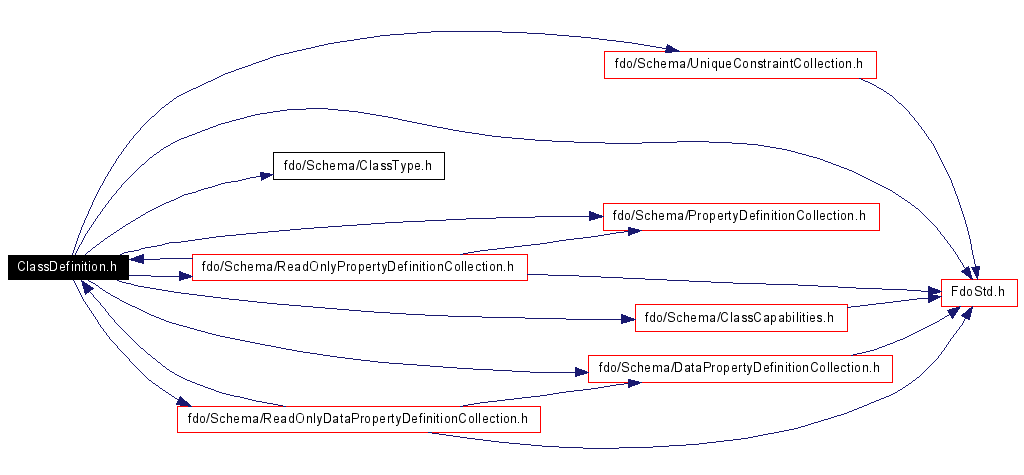 fdo/Schema/UniqueConstraintCollection.h
fdo/Schema/ClassType.h
fdo/Schema/PropertyDefinitionCollection.h
ClassDefinition.h
fdo/Schema/ReadOnlyPropertyDefinitionCollection.h
FdoStd.h
fdo/Schema/ClassCapabilities.h
fdo/Schema/DataPropertyDefinitionCollection.h
fdo/Schema/ReadOnlyDataPropertyDefinitionCollection.h